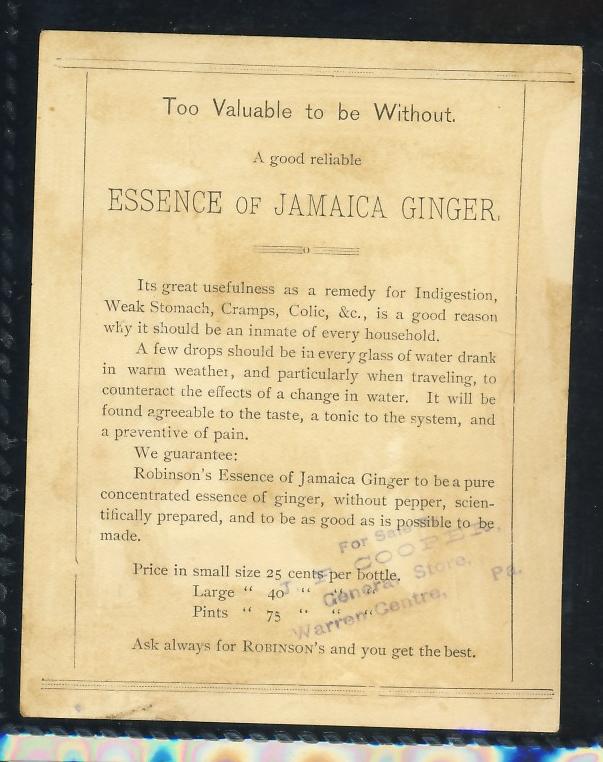 Too Valuable to be Without.
A good reliable
ESSENCE OF JAMAICA GINGER,
Its great usefulness as a remedy for Indigestion,
Weak Stomach, Cramps, Colic, &c., is a good reason
why it should be an inmate of every household.
A few drops should be in every glass of water drank
in warm weather, and particularly when traveling, to
counteract the effects of a change in water. It will be
found agreeable to the taste, a tonic to the system, and
a preventive of pain.
We guarantee:
Robinson's Essence of Jamaica Ginger to be a pure
concentrated essence of ginger, without pepper, scien-
tifically prepared, and to be as good as is possible to be
made.
Price in small size 25 cents per bottle.
Large “ 40 “ “ “
Pints “ 75 “ “ “
Ask always for ROBINSON'S and you get the best.
For Sale
COOPER,
General Store,
Warren Centre, Pa.